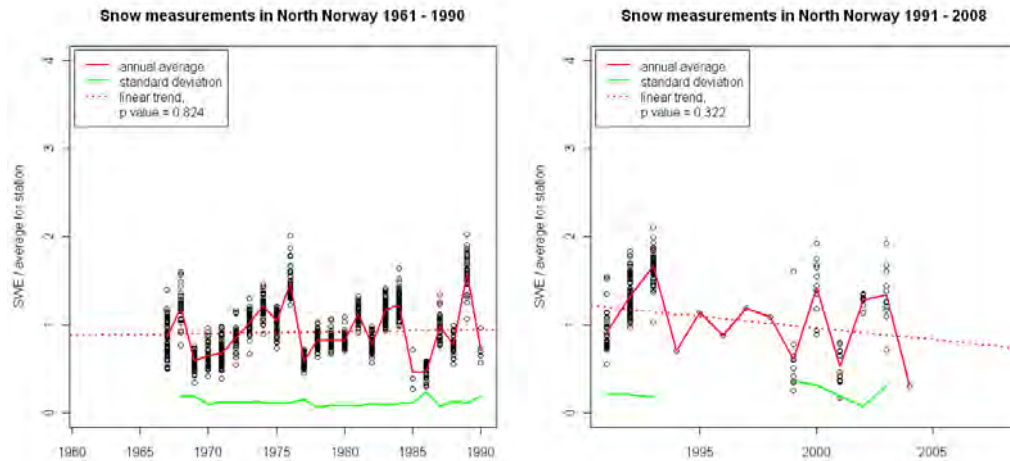 Snow measurements in North Norway 1961 - 1990
4
3
2
1
0
SWE / average for station
annual average
standard deviation
linear trend,
p value = 0.824
1960 1965 1970 1975 1980 1985 1990
Snow measurements in North Norway 1991 - 2008
4
3
2
1
0
SWE / average for station
annual average
standard deviation
linear trend,
p value = 0.322
1995 2000 2005